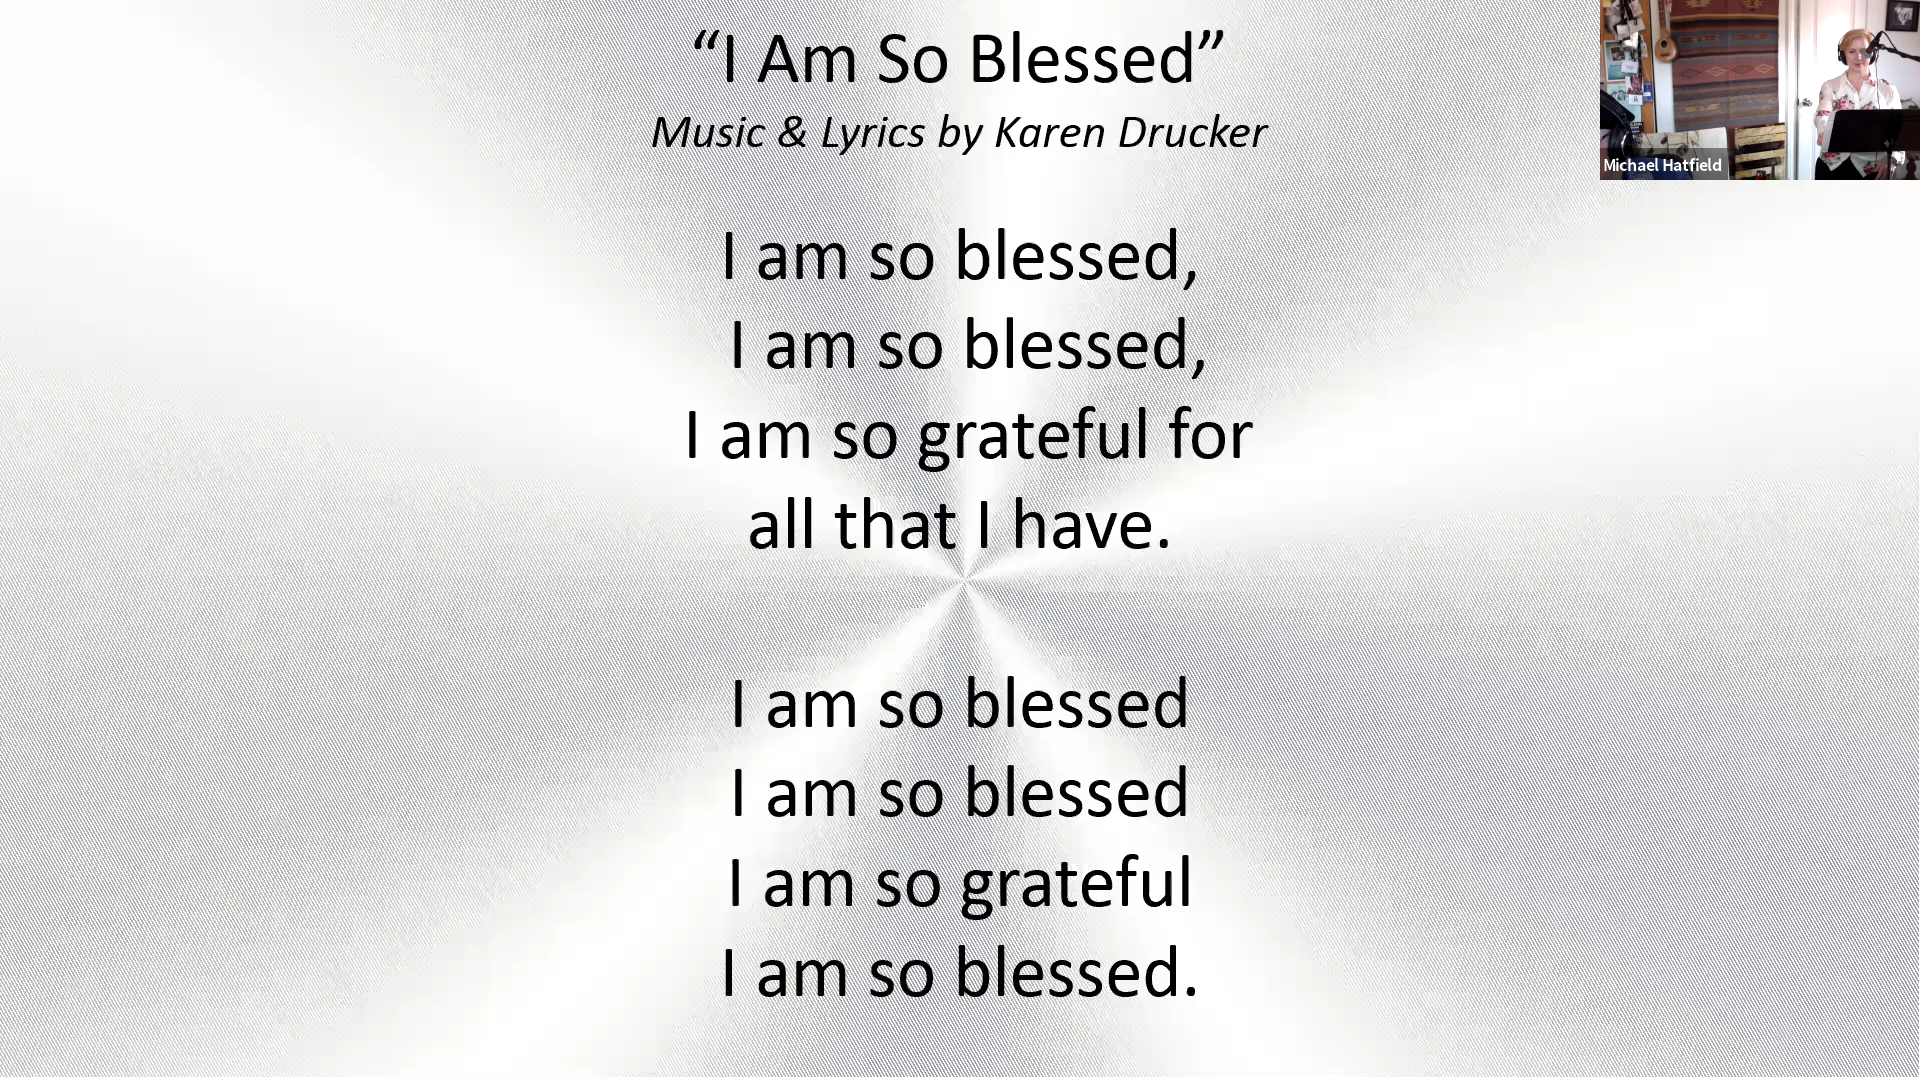 “I Am So Blessed”
Music & Lyrics by Karen Drucker
I am so blessed,
I am so blessed,
I am so grateful for
all that I have.
I am so blessed
I am so blessed
I am so grateful
I am so blessed.
Michael Hatfield